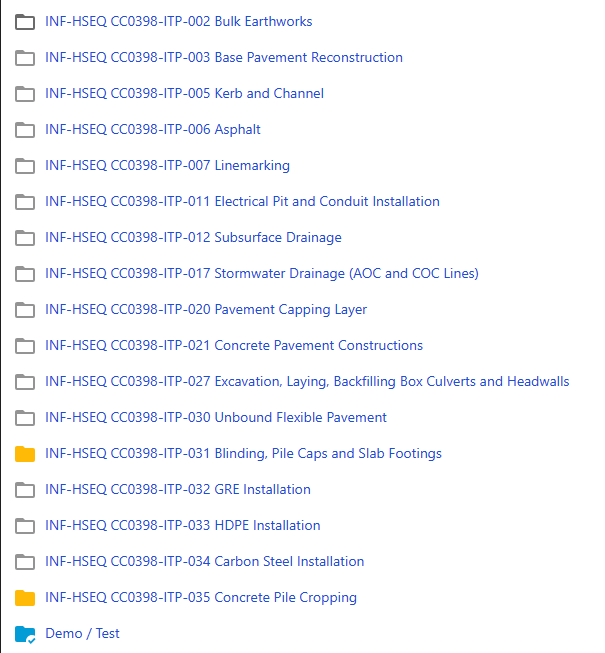 INF-HSEQ CC0398-ITP-002 Bulk Earthworks
INF-HSEQ CC0398-ITP-003 Base Pavement Reconstruction
INF-HSEQ CC0398-ITP-005 Kerb and Channel
INF-HSEQ CC0398-ITP-006 Asphalt
INF-HSEQ CC0398-ITP-007 Linemarking
INF-HSEQ CC0398-ITP-011 Electrical Pit and Conduit Installation
INF-HSEQ CC0398-ITP-012 Subsurface Drainage
INF-HSEQ CC0398-ITP-017 Stormwater Drainage (AOC and COC Lines)
INF-HSEQ CC0398-ITP-020 Pavement Capping Layer
INF-HSEQ CC0398-ITP-021 Concrete Pavement Constructions
INF-HSEQ CC0398-ITP-027 Excavation, Laying, Backfilling Box Culverts and Headwalls
INF-HSEQ CC0398-ITP-030 Unbound Flexible Pavement
INF-HSEQ CC0398-ITP-031 Blinding, Pile Caps and Slab Footings
INF-HSEQ CC0398-ITP-032 GRE Installation
INF-HSEQ CC0398-ITP-033 HDPE Installation
INF-HSEQ CC0398-ITP-034 Carbon Steel Installation
INF-HSEQ CC0398-ITP-035 Concrete Pile Cropping
Demo / Test